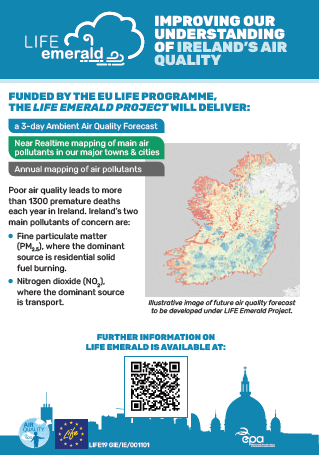 LIFE
emerald
IMPROVING OUR
UNDERSTANDING
OF IRELAND'S AIR
QUALITY
FUNDED BY THE EU LIFE PROGRAMME,
THE LIFE EMERALD PROJECT WILL DELIVER:
a 3-day Ambient Air Quality Forecast
Near Realtime mapping of main air
pollutants in our major towns & cities
Annual mapping of air pollutants
Poor air quality leads to more
than 1300 premature deaths
each year in Ireland. Ireland's two
main pollutants of concern are:
• Fine particulate matter
(PM2.5), where the dominant
source is residential solid
fuel burning.
• Nitrogen dioxide (NO2),
where the dominant source
is transport.
Illustrative image of future air quality forecast
to be developed under LIFE Emerald Project.
FURTHER INFORMATION ON
LIFE EMERALD IS AVAILABLE AT:
AIR
QUALITY
Life
LIFE19 GIE/IE/001101
epa